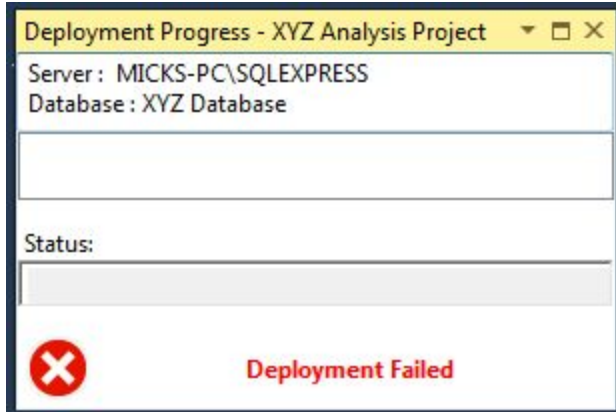 Deployment Progress - XYZ Analysis Project
Server : MICKS-PC\SQLEXPRESS
Database : XYZ Database
Status:
Deployment Failed